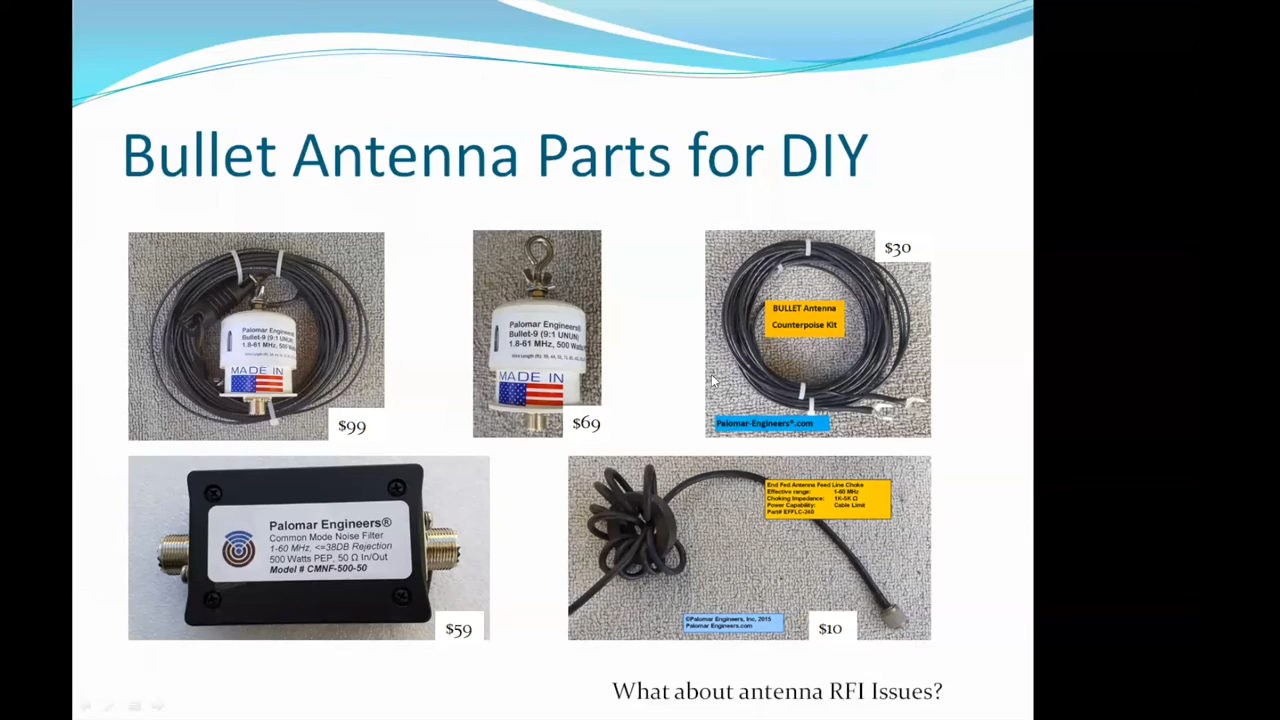 Bullet Antenna Parts for DIY
Palomar Engineers®
Bullet-9 (9:1 UNUN)
1.8-61 MHz, 500 Watts
MADE IN
$99
Palomar Engineers®
Bullet-9 (9:1 UNUN)
1.8-61 MHz, 500 Watts
MADE IN
$69
$30
BULLET Antenna
Counterpoise Kit
Palomar-Engineers®.com
Palomar Engineers®
Common Mode Noise Filter
1-60 MHz, <=38DB Rejection
500 Watts PEP, 50 Ω In/Out
Model # CMNF-500-50
$59
End Fed Antenna Feed Line Choke
Effective range: 1-60 MHz
Choking Impedance: 1K-5K Ω
Power Capability: Cable Limit
Part# EFFLC-240
©Palomar Engineers, Inc, 2015
Palomar Engineers.com
$10
What about antenna RFI Issues?